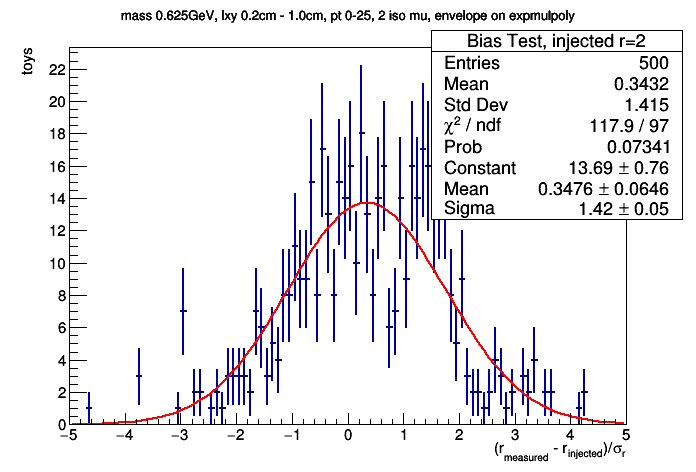 mass 0.625GeV, lxy 0.2cm - 1.0cm, pt 0-25, 2 iso mu, envelope on expmulpoly
Bias Test, injected r=2
Entries 500
Mean 0.3432
Std Dev 1.415
χ² / ndf 117.9 / 97
Prob 0.07341
Constant 13.69 ± 0.76
Mean 0.3476 ± 0.0646
Sigma 1.42 ± 0.05
toys
22
20
18
16
14
12
10
8
6
4
2
0
−5 −4 −3 −2 −1 0 1 2 3 4 5
(r_measured - r_injected)/σ_r